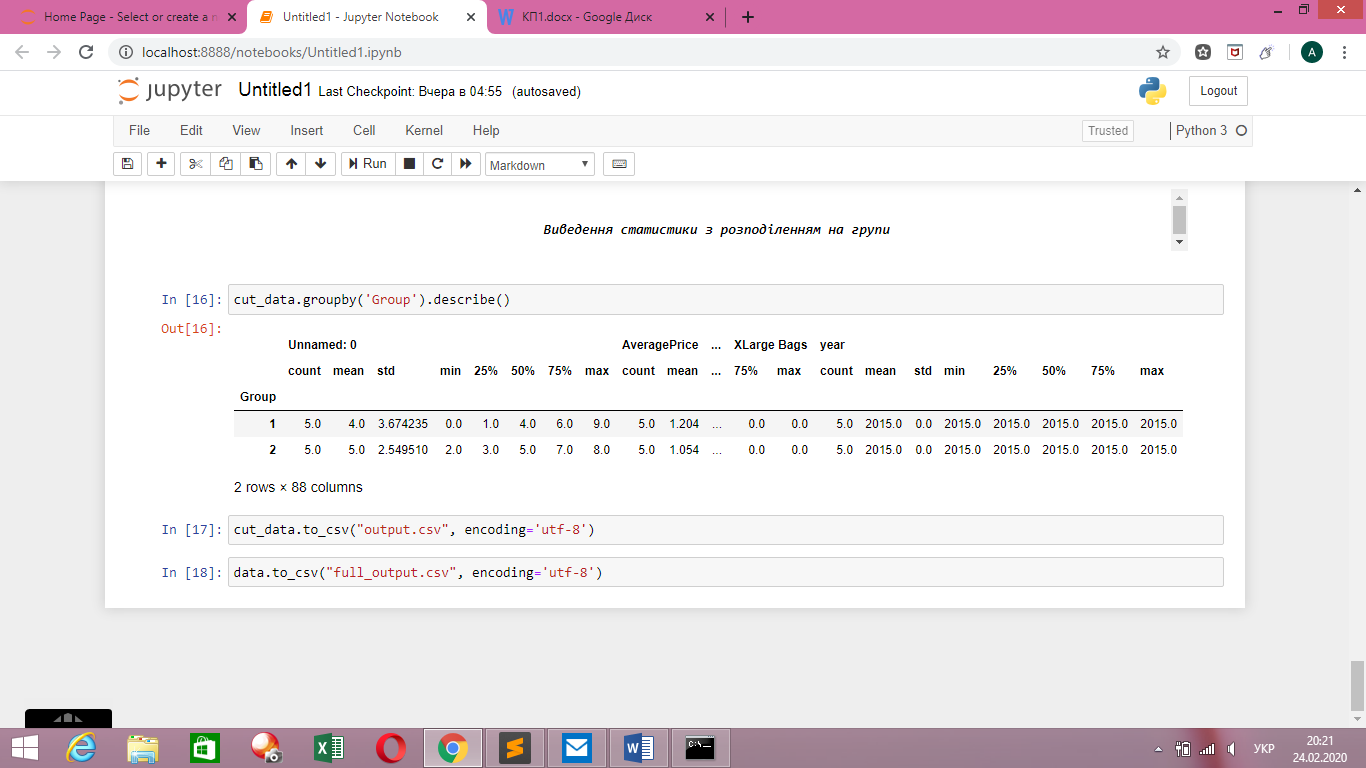 Home Page - Select or create a n
Untitled1 - Jupyter Notebook
КП1.docx - Google Диск
localhost:8888/notebooks/Untitled1.ipynb
A
jupyter Untitled1 Last Checkpoint: Вчера в 04:55 (autosaved)
Logout
File Edit View Insert Cell Kernel Help
Trusted
Python 3
Run
Markdown
Виведення статистики з розподіленням на групи
In [16]: cut_data.groupby('Group').describe()
Out[16]:
Unnamed: 0 AveragePrice ... XLarge Bags year
count mean std min 25% 50% 75% max count mean ... 75% max count mean std min 25% 50% 75% max
Group
1 5.0 4.0 3.674235 0.0 1.0 4.0 6.0 9.0 5.0 1.204 ... 0.0 0.0 5.0 2015.0 0.0 2015.0 2015.0 2015.0 2015.0 2015.0
2 5.0 5.0 2.549510 2.0 3.0 5.0 7.0 8.0 5.0 1.054 ... 0.0 0.0 5.0 2015.0 0.0 2015.0 2015.0 2015.0 2015.0 2015.0
2 rows × 88 columns
In [17]: cut_data.to_csv("output.csv", encoding='utf-8')
In [18]: data.to_csv("full_output.csv", encoding='utf-8')
УКР
20:21
24.02.2020